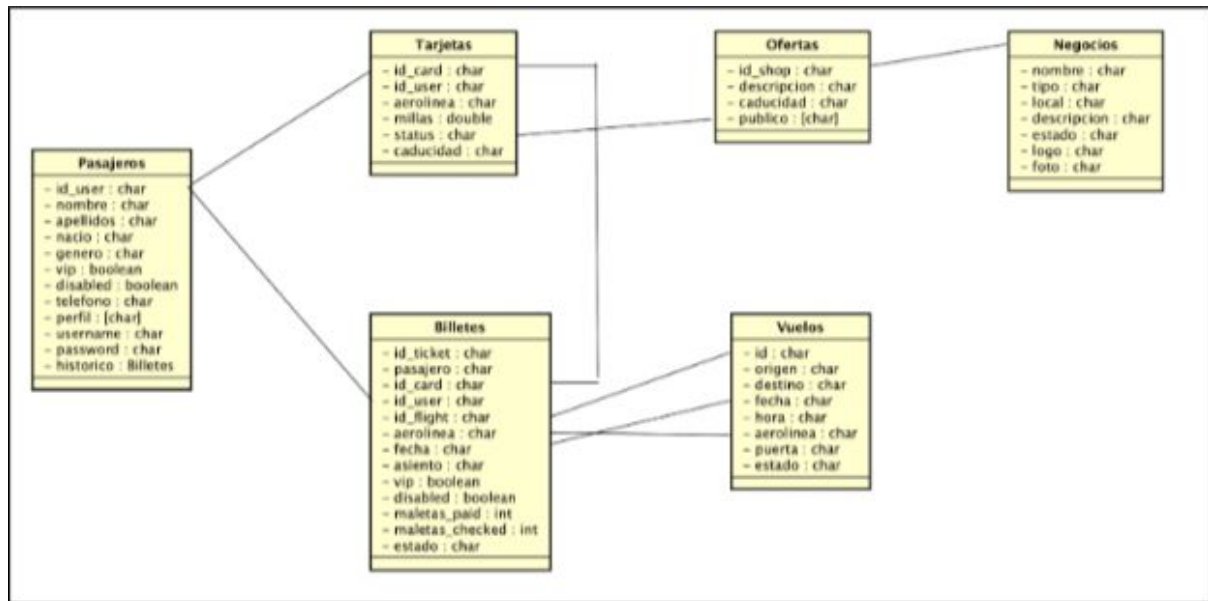 Pasajeros
- id_user : char
- nombre : char
- apellidos : char
- nacio : char
- genero : char
- vip : boolean
- disabled : boolean
- telefono : char
- perfil : [char]
- username : char
- password : char
- historico : Billetes
Tarjetas
- id_card : char
- id_user : char
- aerolinea : char
- millas : double
- status : char
- caducidad : char
Ofertas
- id_shop : char
- descripcion : char
- caducidad : char
- publico : [char]
Negocios
- nombre : char
- tipo : char
- local : char
- descripcion : char
- estado : char
- logo : char
- foto : char
Billetes
- id_ticket : char
- pasajero : char
- id_card : char
- id_user : char
- id_flight : char
- aerolinea : char
- fecha : char
- asiento : char
- vip : boolean
- disabled : boolean
- maletas_paid : int
- maletas_checked : int
- estado : char
Vuelos
- id : char
- origen : char
- destino : char
- fecha : char
- hora : char
- aerolinea : char
- puerta : char
- estado : char